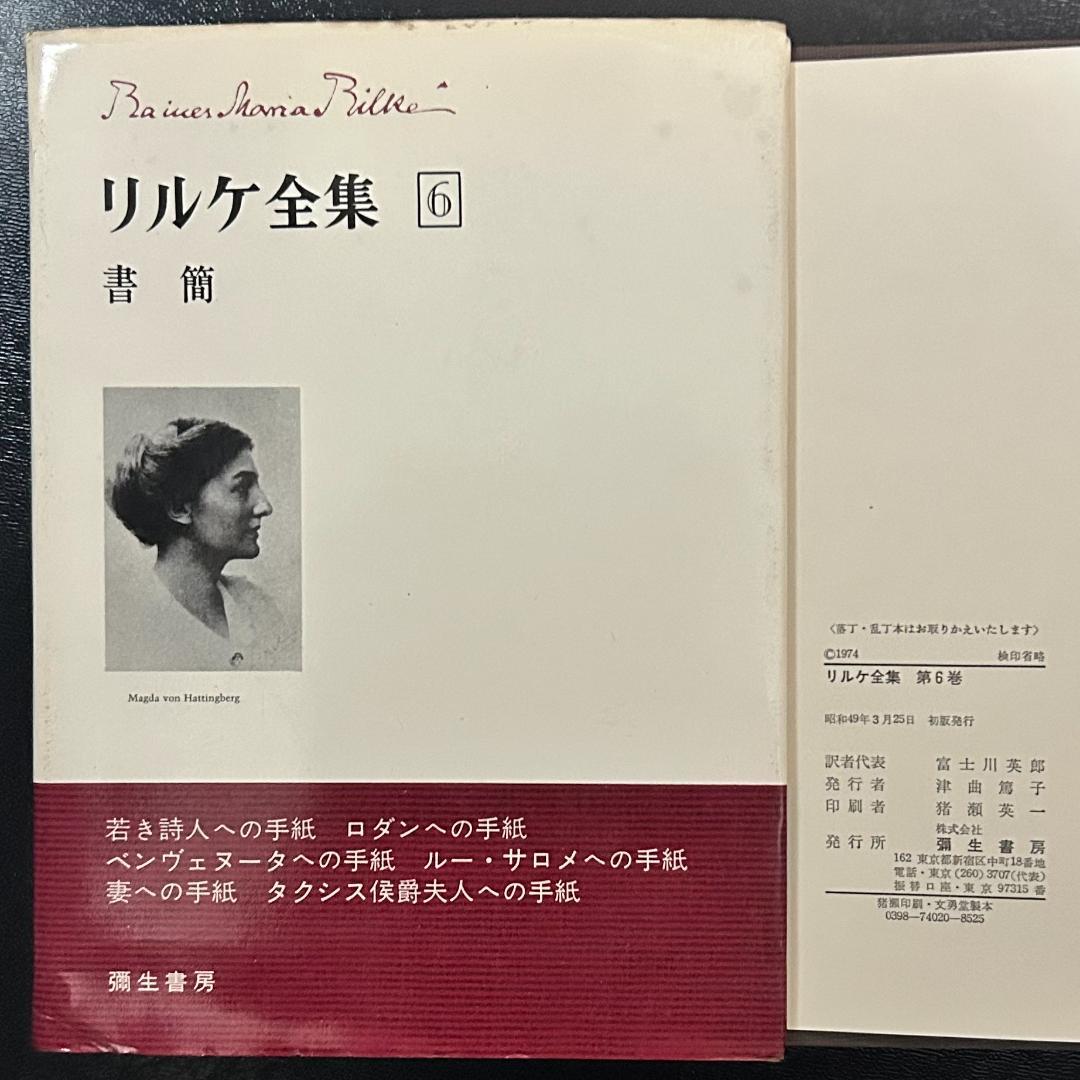 Rainer Maria Rilke
リルケ全集 6
書簡
Magda von Hattingberg
若き詩人への手紙 ロダンへの手紙
ベンヴェヌータへの手紙 ルー・サロメへの手紙
妻への手紙 タクシス侯爵夫人への手紙
彌生書房
〈落丁・乱丁本はお取りかえいたします〉
©1974 検印省略
リルケ全集 第6巻
昭和49年3月25日 初版発行
訳者代表 富士川英郎
発行者 津曲篤子
印刷者 猪瀬英一
発行所 株式会社 彌生書房
162 東京都新宿区中町18番地
電話・東京(260)3707(代表)
振替口座・東京 97315 番
猪瀬印刷・文勇堂製本
0398—74020—8525